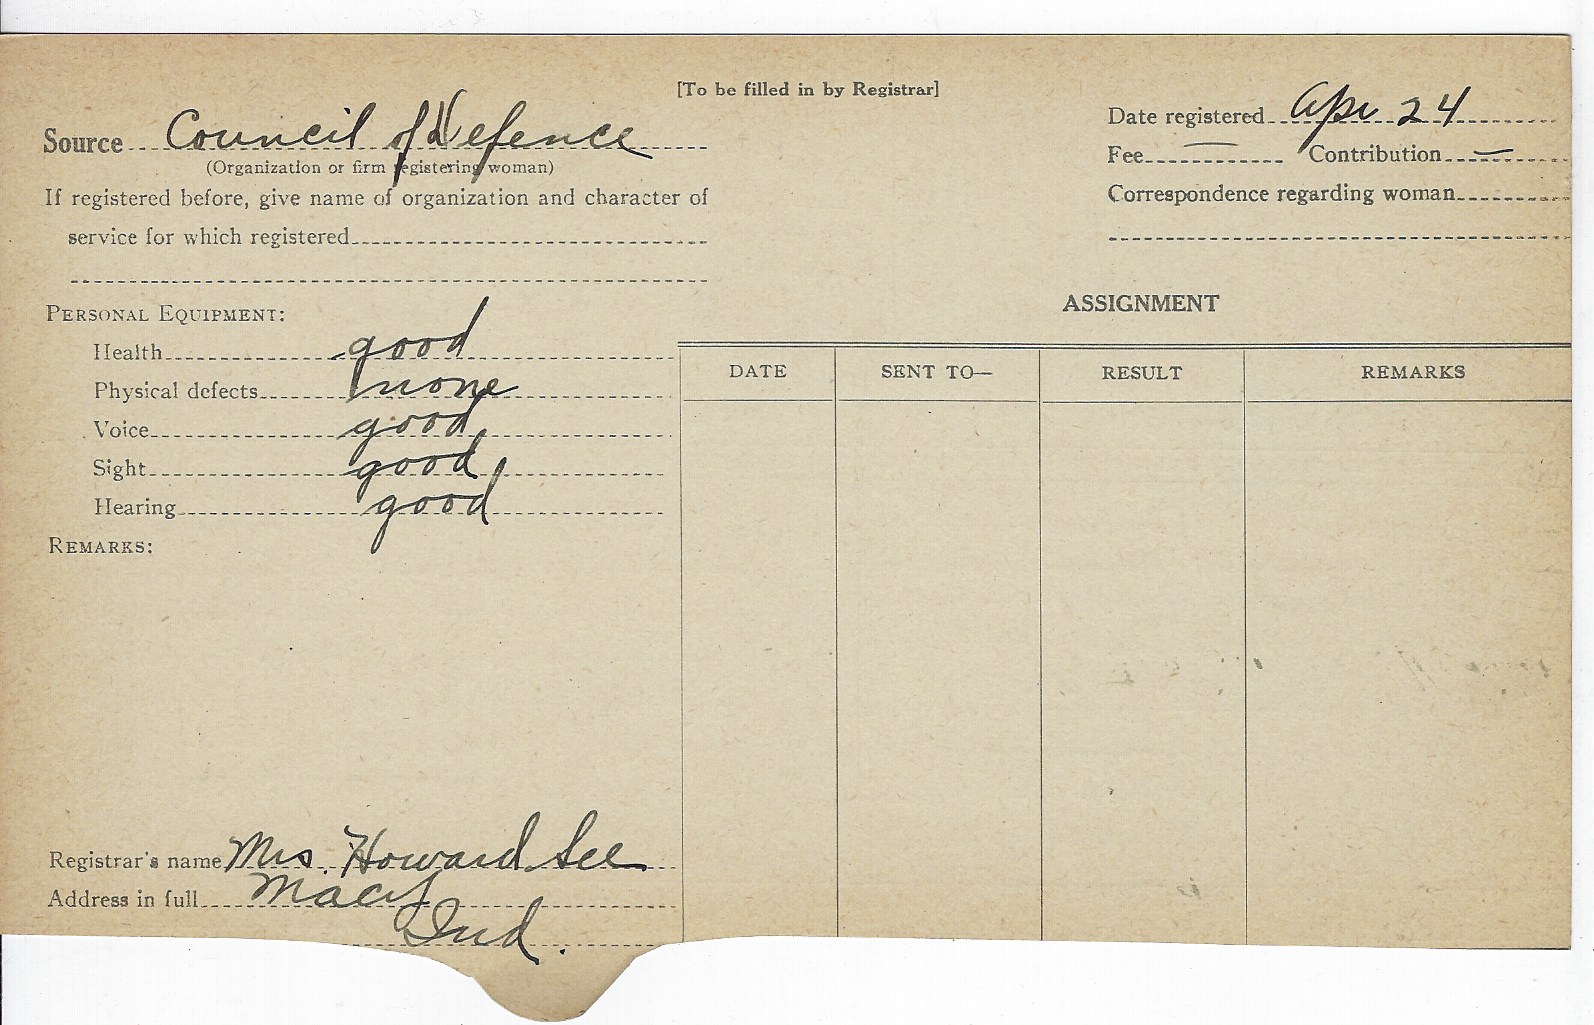 [To be filled in by Registrar]
Source Council of Defence
(Organization or firm registering woman)
If registered before, give name of organization and character of
service for which registered
Date registered Apr 24
Fee — Contribution —
Correspondence regarding woman
PERSONAL EQUIPMENT:
Health good
Physical defects none
Voice good
Sight good
Hearing good
REMARKS:
ASSIGNMENT
DATE SENT TO— RESULT REMARKS
Registrar's name Mrs. Howard See
Address in full Macy
Ind.